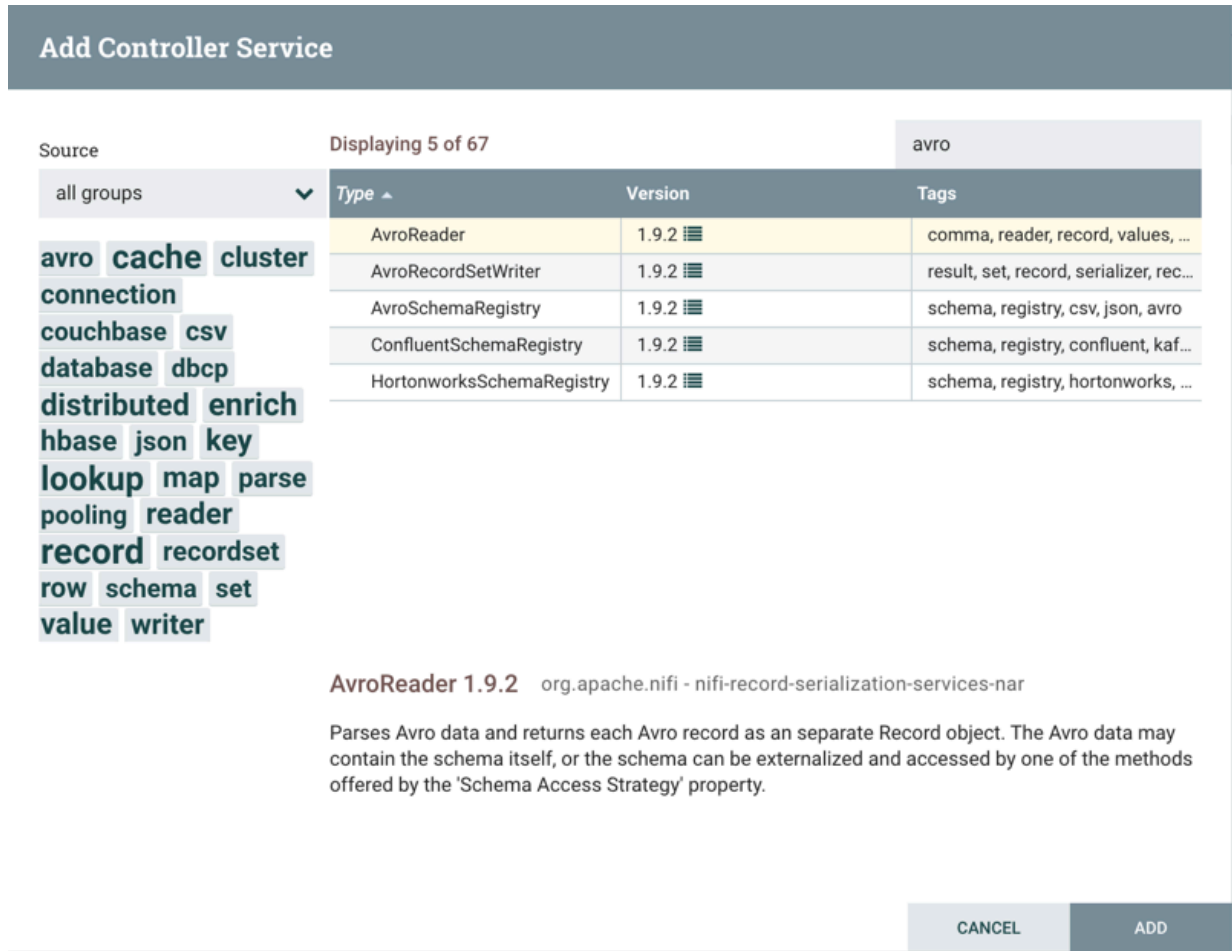 Add Controller Service
Source
all groups
avro cache cluster
connection
couchbase csv
database dbcp
distributed enrich
hbase json key
lookup map parse
pooling reader
record recordset
row schema set
value writer
Displaying 5 of 67
avro
Type Version Tags
AvroReader 1.9.2 comma, reader, record, values, ...
AvroRecordSetWriter 1.9.2 result, set, record, serializer, rec...
AvroSchemaRegistry 1.9.2 schema, registry, csv, json, avro
ConfluentSchemaRegistry 1.9.2 schema, registry, confluent, kaf...
HortonworksSchemaRegistry 1.9.2 schema, registry, hortonworks, ...
AvroReader 1.9.2 org.apache.nifi - nifi-record-serialization-services-nar
Parses Avro data and returns each Avro record as an separate Record object. The Avro data may
contain the schema itself, or the schema can be externalized and accessed by one of the methods
offered by the 'Schema Access Strategy' property.
CANCEL ADD